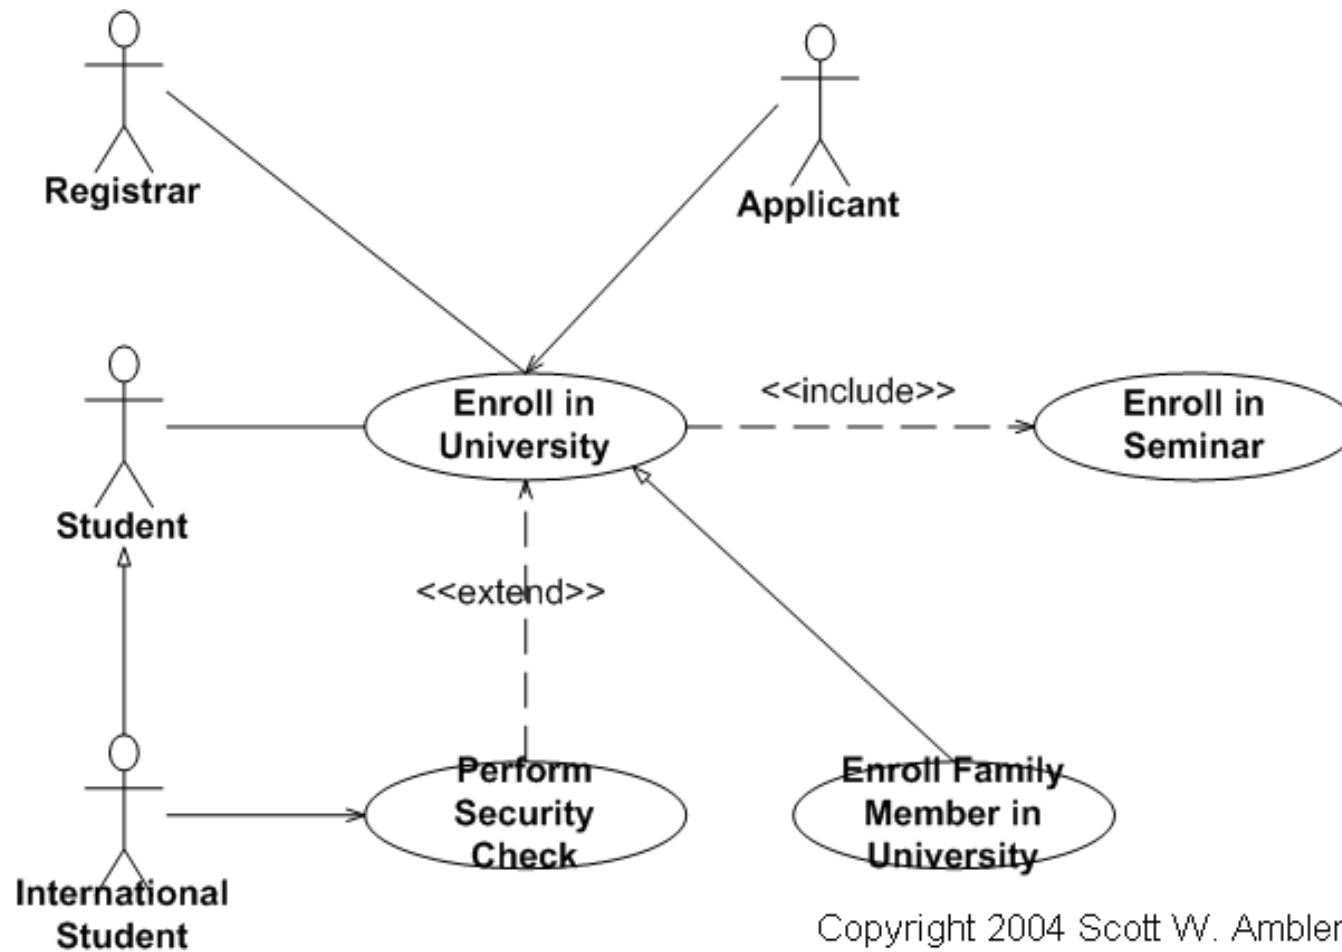 Registrar
Applicant
Enroll in
University
<<include>>
Enroll in
Seminar
Student
<<extend>>
Perform
Security
Check
Enroll Family
Member in
University
International
Student
Copyright 2004 Scott W. Ambler